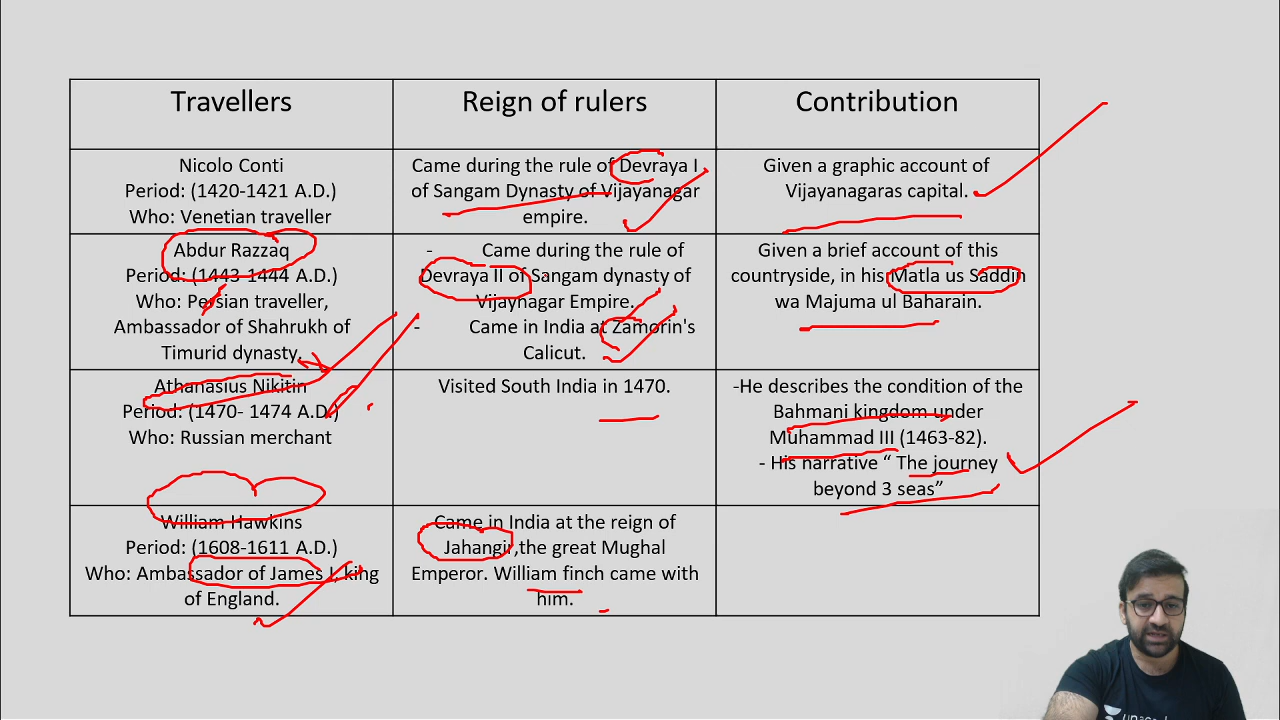 Travellers
Reign of rulers
Contribution
Nicolo Conti
Period: (1420-1421 A.D.)
Who: Venetian traveller
Came during the rule of Devraya I
of Sangam Dynasty of Vijayanagar
empire.
Given a graphic account of
Vijayanagaras capital.
Abdur Razzaq
Period: (1443-1444 A.D.)
Who: Persian traveller,
Ambassador of Shahrukh of
Timurid dynasty.
- Came during the rule of
Devraya II of Sangam dynasty of
Vijaynagar Empire.
- Came in India at Zamorin's
Calicut.
Given a brief account of this
countryside, in his Matla us Saddin
wa Majuma ul Baharain.
Athanasius Nikitin
Period: (1470- 1474 A.D.)
Who: Russian merchant
Visited South India in 1470.
-He describes the condition of the
Bahmani kingdom under
Muhammad III (1463-82).
- His narrative “ The journey
beyond 3 seas”
William Hawkins
Period: (1608-1611 A.D.)
Who: Ambassador of James I, king
of England.
Came in India at the reign of
Jahangir,the great Mughal
Emperor. William finch came with
him.